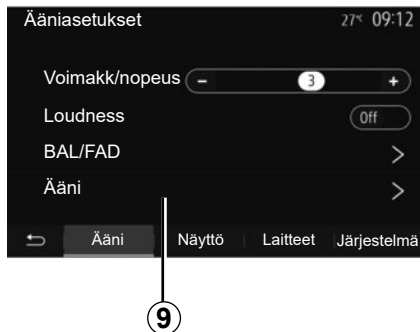 Ääniasetukset 27°C 09:12
Voimakk/nopeus - 3 +
Loudness Off
BAL/FAD >
Ääni >
Ääni Näyttö Laitteet Järjestelmä
9